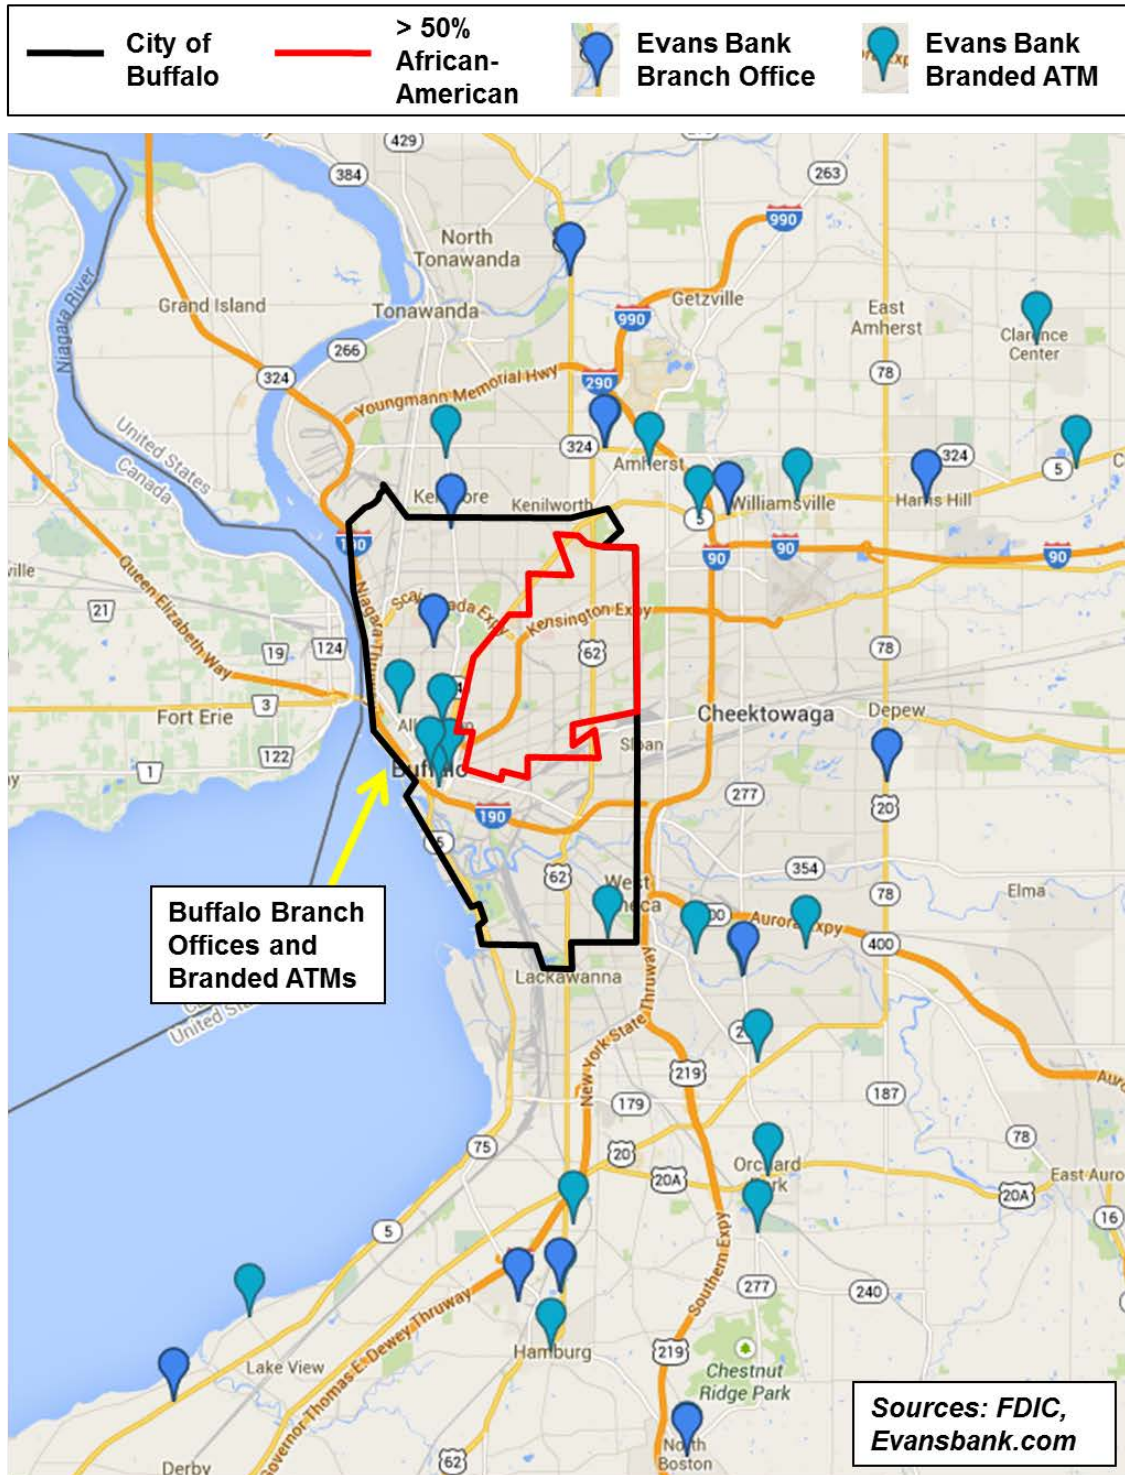 City of
Buffalo
> 50%
African-
American
Evans Bank
Branch Office
Evans Bank
Branded ATM
429
384
263
990
North
Tonawanda
Grand Island
Tonawanda
Getzville
990
East
Amherst
Clarence
Center
Niagara River
266
324
290
78
Youngmann Memorial Hwy
United States
Canada
324
Amherst
324
5
Williamsville
Harris Hill
Kenilworth
5
190
90
90
90
ville
Queen Elizabeth Way
21
Niagara Thruway
Kensington Expy
19
124
62
78
3
Fort Erie
Cheektowaga
Depew
122
Sloan
1
Buffalo
277
20
190
5
62
354
West
78
Elma
Buffalo Branch
Offices and
Branded ATMs
Aurora Expy
400
Lackawanna
United States
New York State Thruway
219
187
179
75
78
20
Orchard
Park
20A
East Auro
20A
16
5
Southern Expy
277
240
Governor Thomas E. Dewey Thruway
Hamburg
219
Lake View
Chestnut
Ridge Park
Sources: FDIC,
Evansbank.com
North
Boston
62
Derby